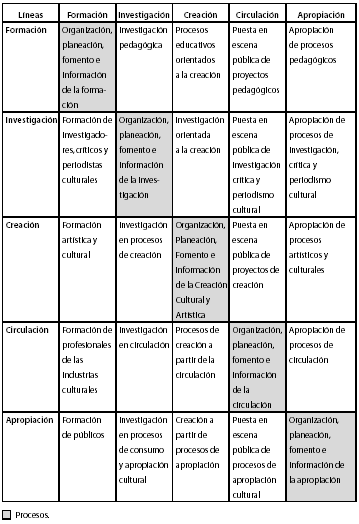 Líneas Formación Investigación Creación Circulación Apropiación
Formación
Organización,
planeación,
fomento e
Información
de la forma-
ción
Investigación
pedagógica
Procesos
educativos
orientados
a la creación
Puesta en
escena
pública de
proyectos
pedagógicos
Apropiación
de procesos
pedagógicos
Investigación
Formación de
Investigado-
res, críticos y
periodistas
culturales
Organización,
planeación,
fomento e
Información
de la Inves-
tigación
Investigación
orientada
a la creación
Puesta en
escena
pública de
Investigación
crítica y
periodismo
cultural
Apropiación de
procesos de
Investigación,
crítica y
periodismo
cultural
Creación
Formación
artística y
cultural
Investigación
en procesos
de creación
Organización,
Planeación,
Fomento e
Información
de la Creación
Cultural y
Artística
Puesta en
escena
pública de
proyectos de
creación
Apropiación de
procesos
artísticos y
culturales
Circulación
Formación de
profesionales
de las
Industrias
culturales
Investigación
en circulación
Procesos de
creación a
partir de la
circulación
Organización,
planeación,
fomento e
Información
de la
circulación
Apropiación de
procesos de
circulación
Apropiación
Formación
de públicos
Investigación
en procesos
de consumo
y apropiación
cultural
Creación a
partir de
procesos de
apropiación
Puesta en
escena
pública de
procesos de
apropiación
cultural
Organización,
planeación,
fomento e
Información de
la apropiación
Procesos.